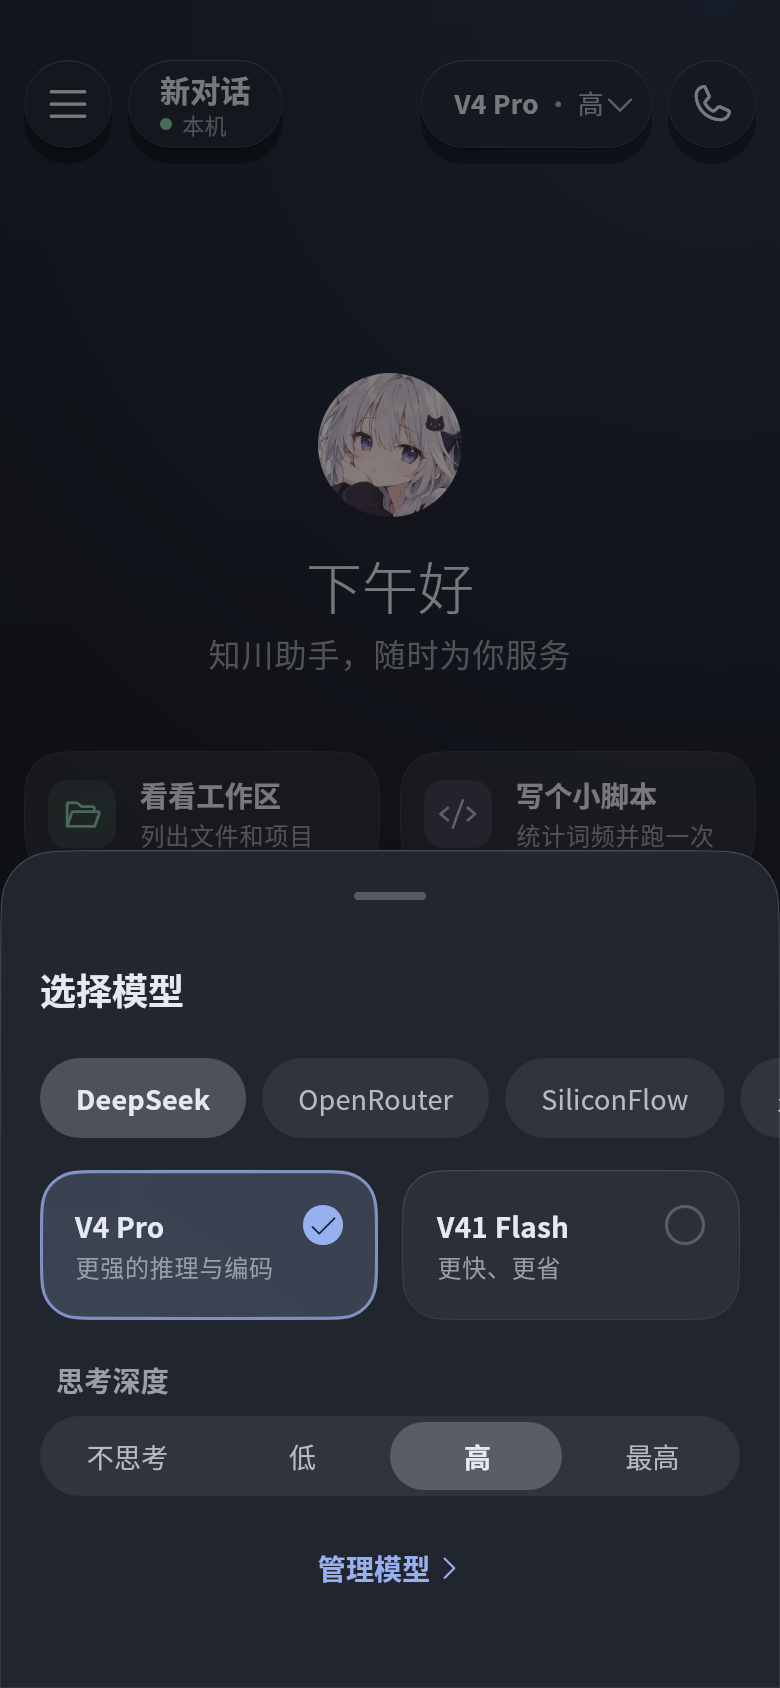 新对话
本机
V4 Pro · 高
下午好
知川助手，随时为你服务
看看工作区
列出文件和项目
写个小脚本
统计词频并跑一次
选择模型
DeepSeek
OpenRouter
SiliconFlow
V4 Pro
更强的推理与编码
V41 Flash
更快、更省
思考深度
不思考
低
高
最高
管理模型